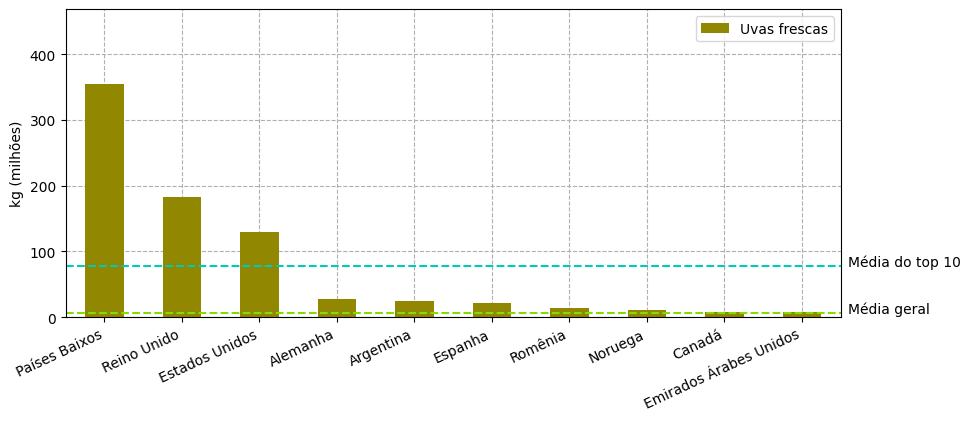 Uvas frescas
kg (milhões)
400
300
200
100
0
Média do top 10
Média geral
Países Baixos
Reino Unido
Estados Unidos
Alemanha
Argentina
Espanha
Romênia
Noruega
Canadá
Emirados Árabes Unidos